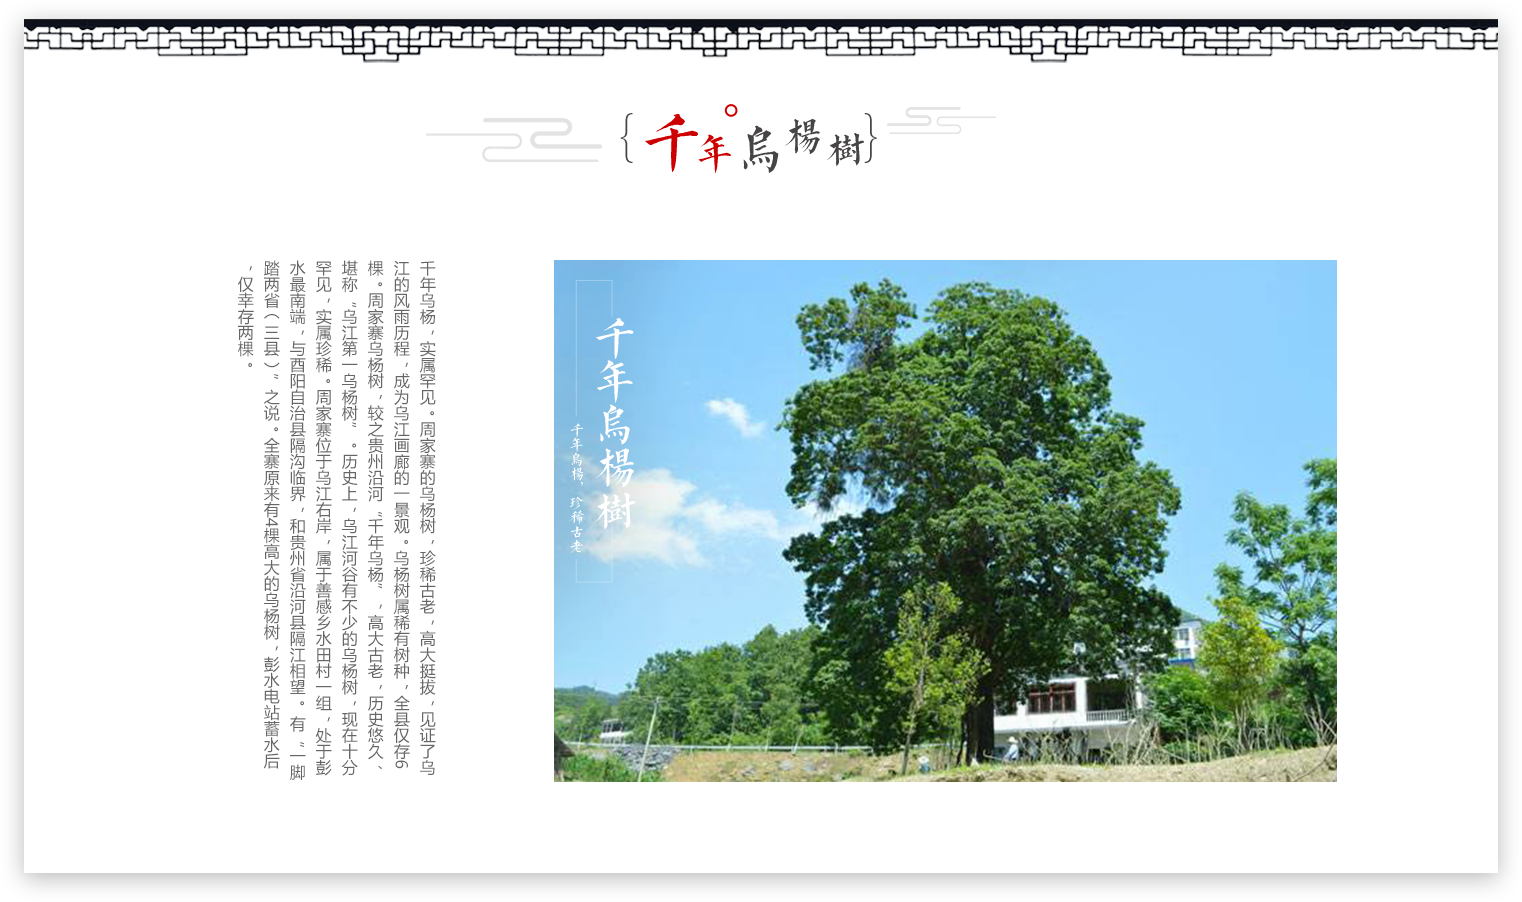 千年烏楊樹
千年乌杨，实属罕见。周家寨的乌杨树，珍稀古老，高大挺拔，见证了乌
江的风雨历程，成为乌江画廊的一景观。乌杨树属稀有树种，全县仅存6
棵。周家寨乌杨树，较之贵州沿河“千年乌杨”，高大古老，历史悠久、
堪称“乌江第一乌杨树”。历史上，乌江河谷有不少的乌杨树，现在十分
罕见，实属珍稀。周家寨位于乌江右岸，属于善感乡水田村一组，处于彭
水最南端，与酉阳自治县隔沟临界，和贵州省沿河县隔江相望。有“一脚
踏两省（三县）”之说。全寨原来有4棵高大的乌杨树，彭水电站蓄水后
，仅幸存两棵。
千年烏楊樹
千年烏楊，珍稀古老